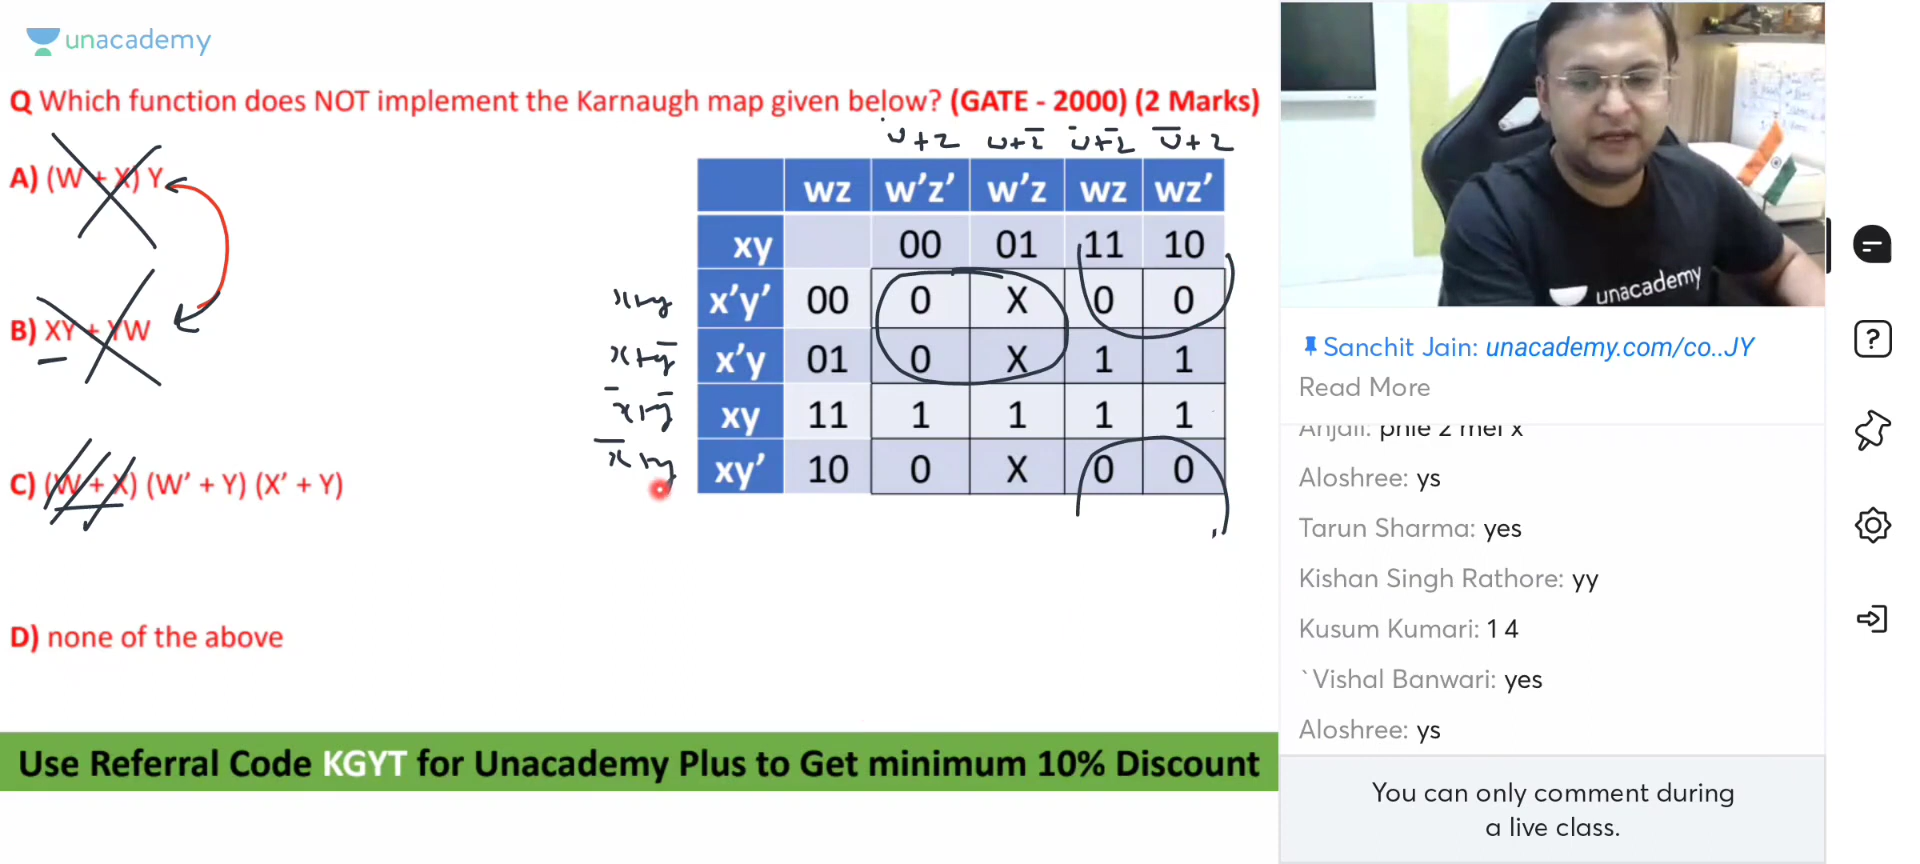 unacademy
Q Which function does NOT implement the Karnaugh map given below? (GATE - 2000) (2 Marks)
A) (W + X) Y
B) XY + YW
C) (W + X) (W' + Y) (X' + Y)
D) none of the above
w+z w+z̅ w̅+z̅ w̅+z
wz w'z' w'z wz wz'
xy 00 01 11 10
x+y x'y' 00 0 X 0 0
x+y̅ x'y 01 0 X 1 1
x̅+y̅ xy 11 1 1 1 1
x̅+y xy' 10 0 X 0 0
Use Referral Code KGYT for Unacademy Plus to Get minimum 10% Discount
unacademy
Sanchit Jain: unacademy.com/co..JY
Read More
Anjali: phle 2 mei x
Aloshree: ys
Tarun Sharma: yes
Kishan Singh Rathore: yy
Kusum Kumari: 1 4
`Vishal Banwari: yes
Aloshree: ys
You can only comment during
a live class.
?